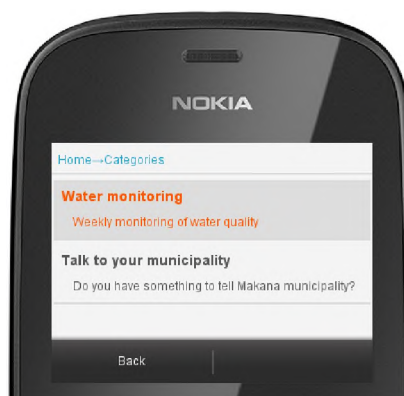 NOKIA
Home→Categories
Water monitoring
Weekly monitoring of water quality
Talk to your municipality
Do you have something to tell Makana municipality?
Back